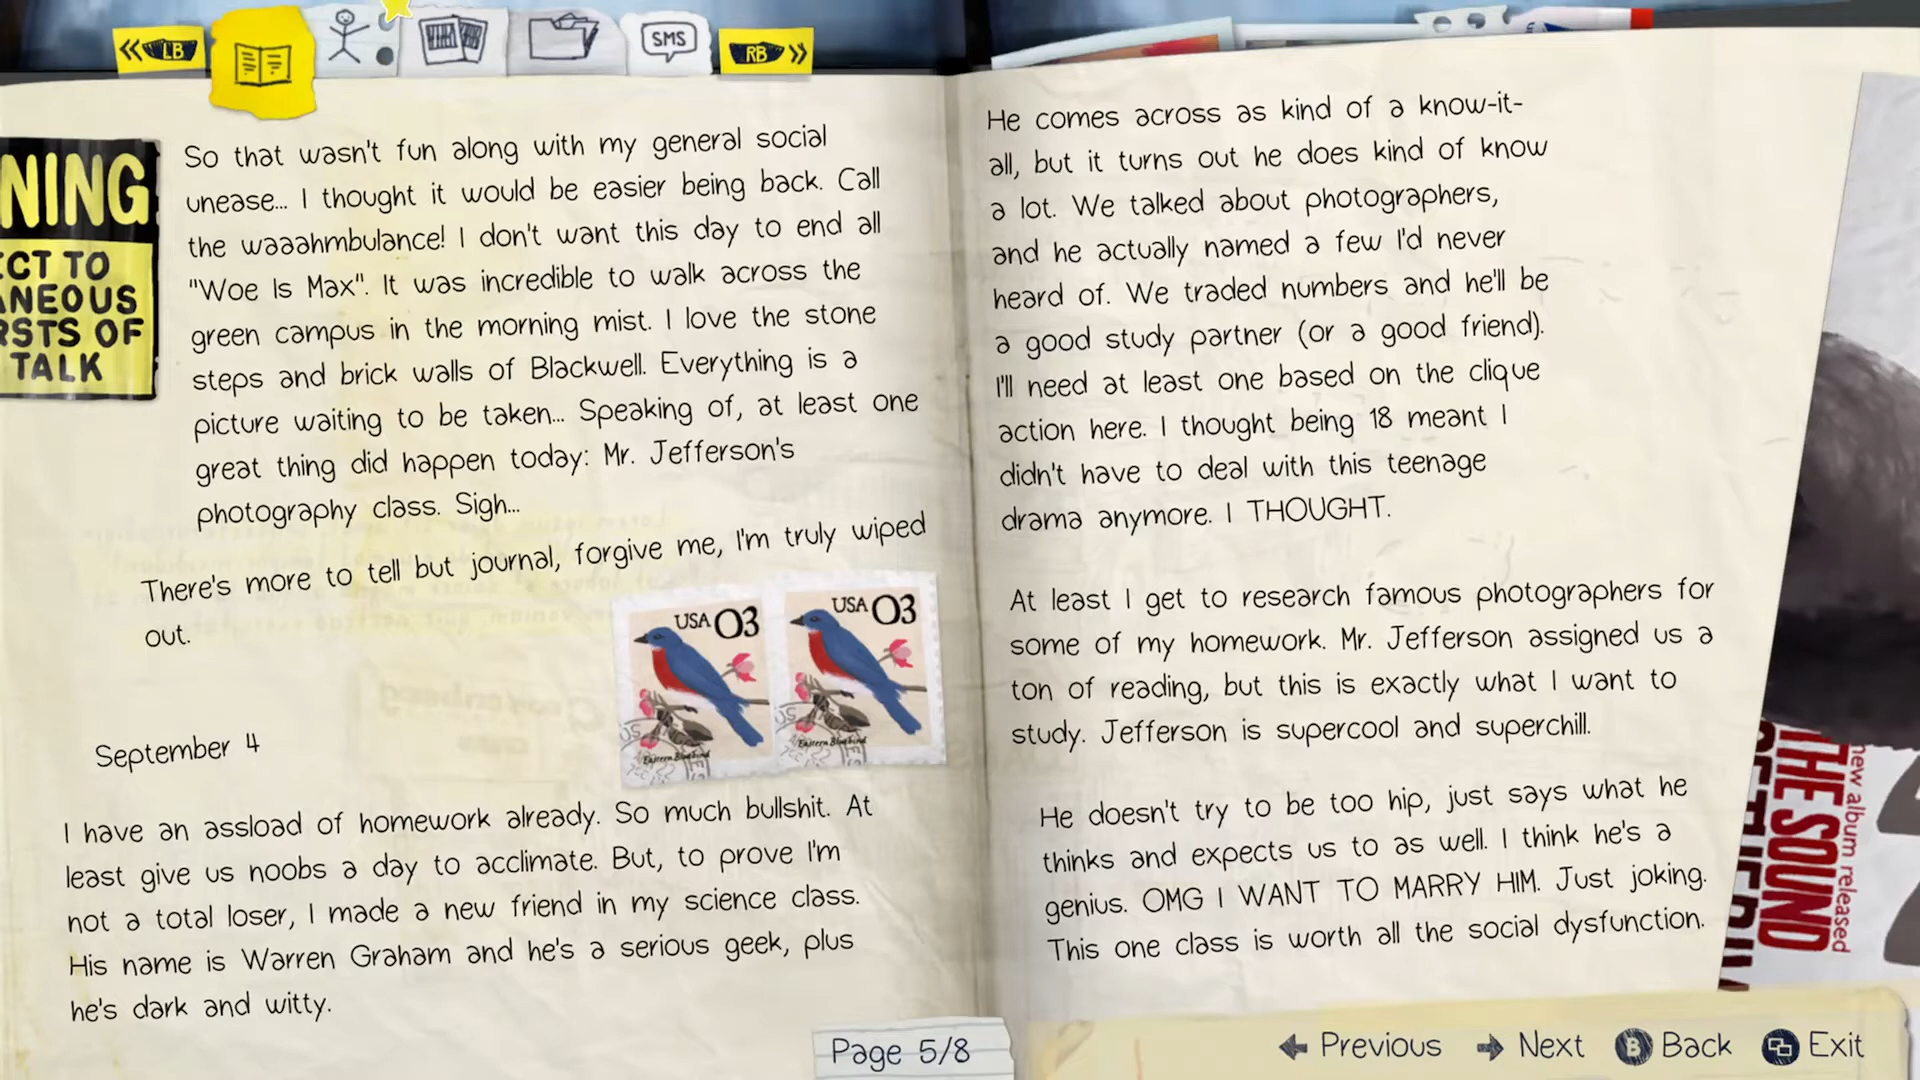 LB
SMS
RB
NING
CT TO
ANEOUS
RSTS OF
TALK
So that wasn't fun along with my general social
unease... I thought it would be easier being back. Call
the waaahmbulance! I don't want this day to end all
"Woe Is Max". It was incredible to walk across the
green campus in the morning mist. I love the stone
steps and brick walls of Blackwell. Everything is a
picture waiting to be taken... Speaking of, at least one
great thing did happen today: Mr. Jefferson's
photography class. Sigh...
There's more to tell but journal, forgive me, I'm truly wiped
out.
USA 03
Eastern Bluebird
USA 03
Eastern Bluebird
September 4
I have an assload of homework already. So much bullshit. At
least give us noobs a day to acclimate. But, to prove I'm
not a total loser, I made a new friend in my science class.
His name is Warren Graham and he's a serious geek, plus
he's dark and witty.
He comes across as kind of a know-it-
all, but it turns out he does kind of know
a lot. We talked about photographers,
and he actually named a few I'd never
heard of. We traded numbers and he'll be
a good study partner (or a good friend).
I'll need at least one based on the clique
action here. I thought being 18 meant I
didn't have to deal with this teenage
drama anymore. I THOUGHT.
At least I get to research famous photographers for
some of my homework. Mr. Jefferson assigned us a
ton of reading, but this is exactly what I want to
study. Jefferson is supercool and superchill.
He doesn't try to be too hip, just says what he
thinks and expects us to as well. I think he's a
genius. OMG I WANT TO MARRY HIM. Just joking.
This one class is worth all the social dysfunction.
new album released
THE SOUND
Page 5/8
Previous
Next
B Back
Exit